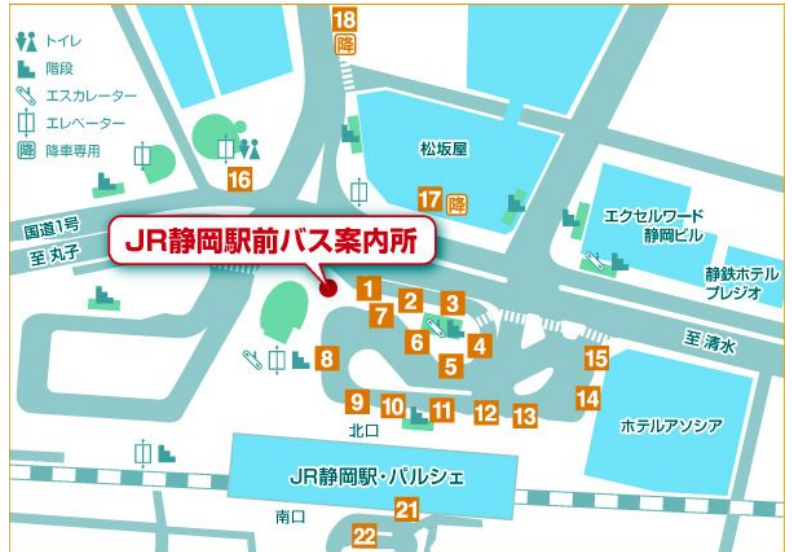 18
降
トイレ
階段
エスカレーター
エレベーター
降 降車専用
松坂屋
16
17 降
エクセルワード
静岡ビル
国道1号
至 丸子
JR静岡駅前バス案内所
静鉄ホテル
プレジオ
1
2
3
7
至 清水
6
4
5
8
15
9
10
11
12
13
14
北口
ホテルアソシア
JR静岡駅・パルシェ
南口
21
22